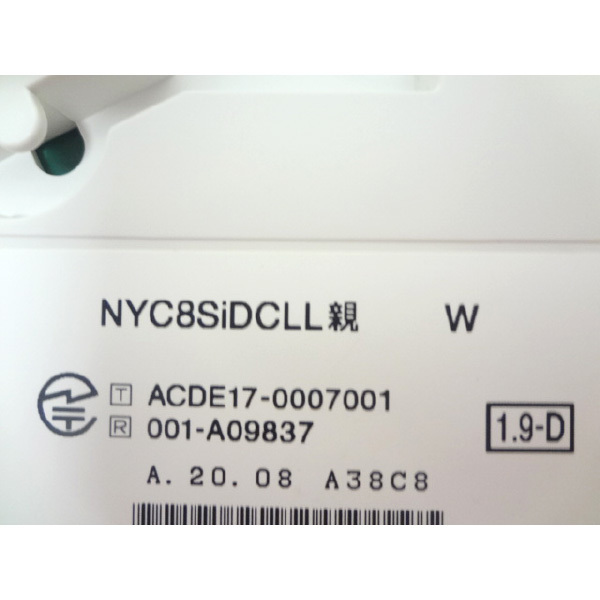 NYC8SiDCLL親 W
T ACDE17-0007001
R 001-A09837
1.9-D
A. 20. 08 A38C8